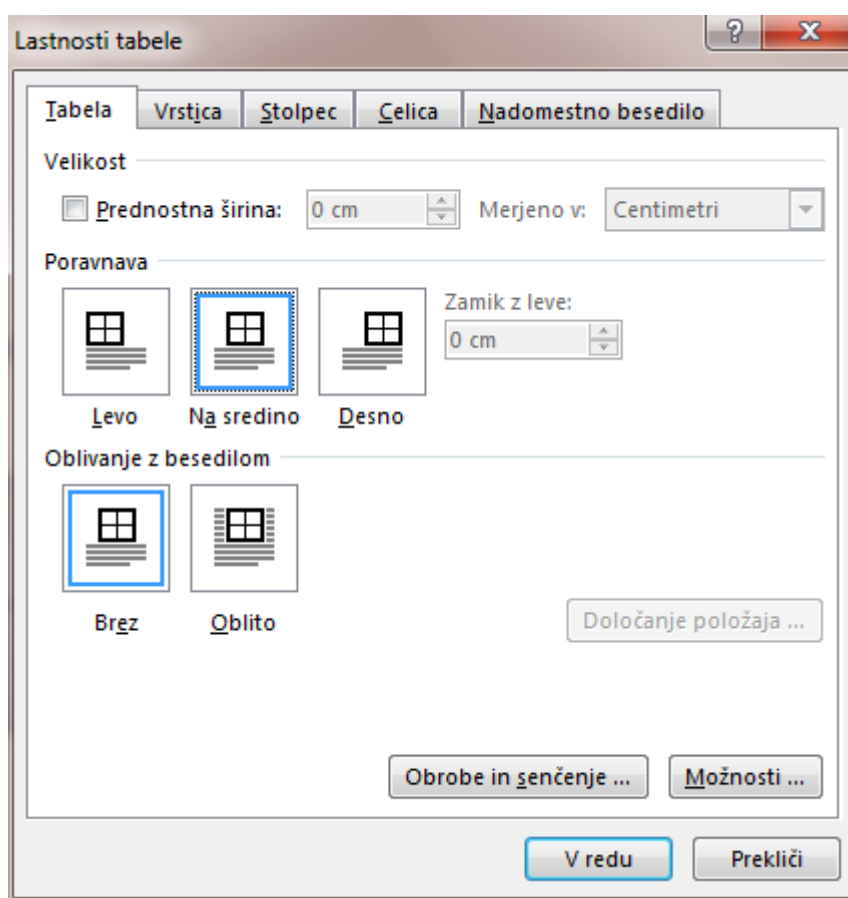 Lastnosti tabele
Tabela Vrstica Stolpec Celica Nadomestno besedilo
Velikost
Prednostna širina: 0 cm Merjeno v: Centimetri
Poravnava
Zamik z leve:
0 cm
Levo Na sredino Desno
Oblivanje z besedilom
Brez Oblito Določanje položaja ...
Obrobe in senčenje ... Možnosti ...
V redu Prekliči